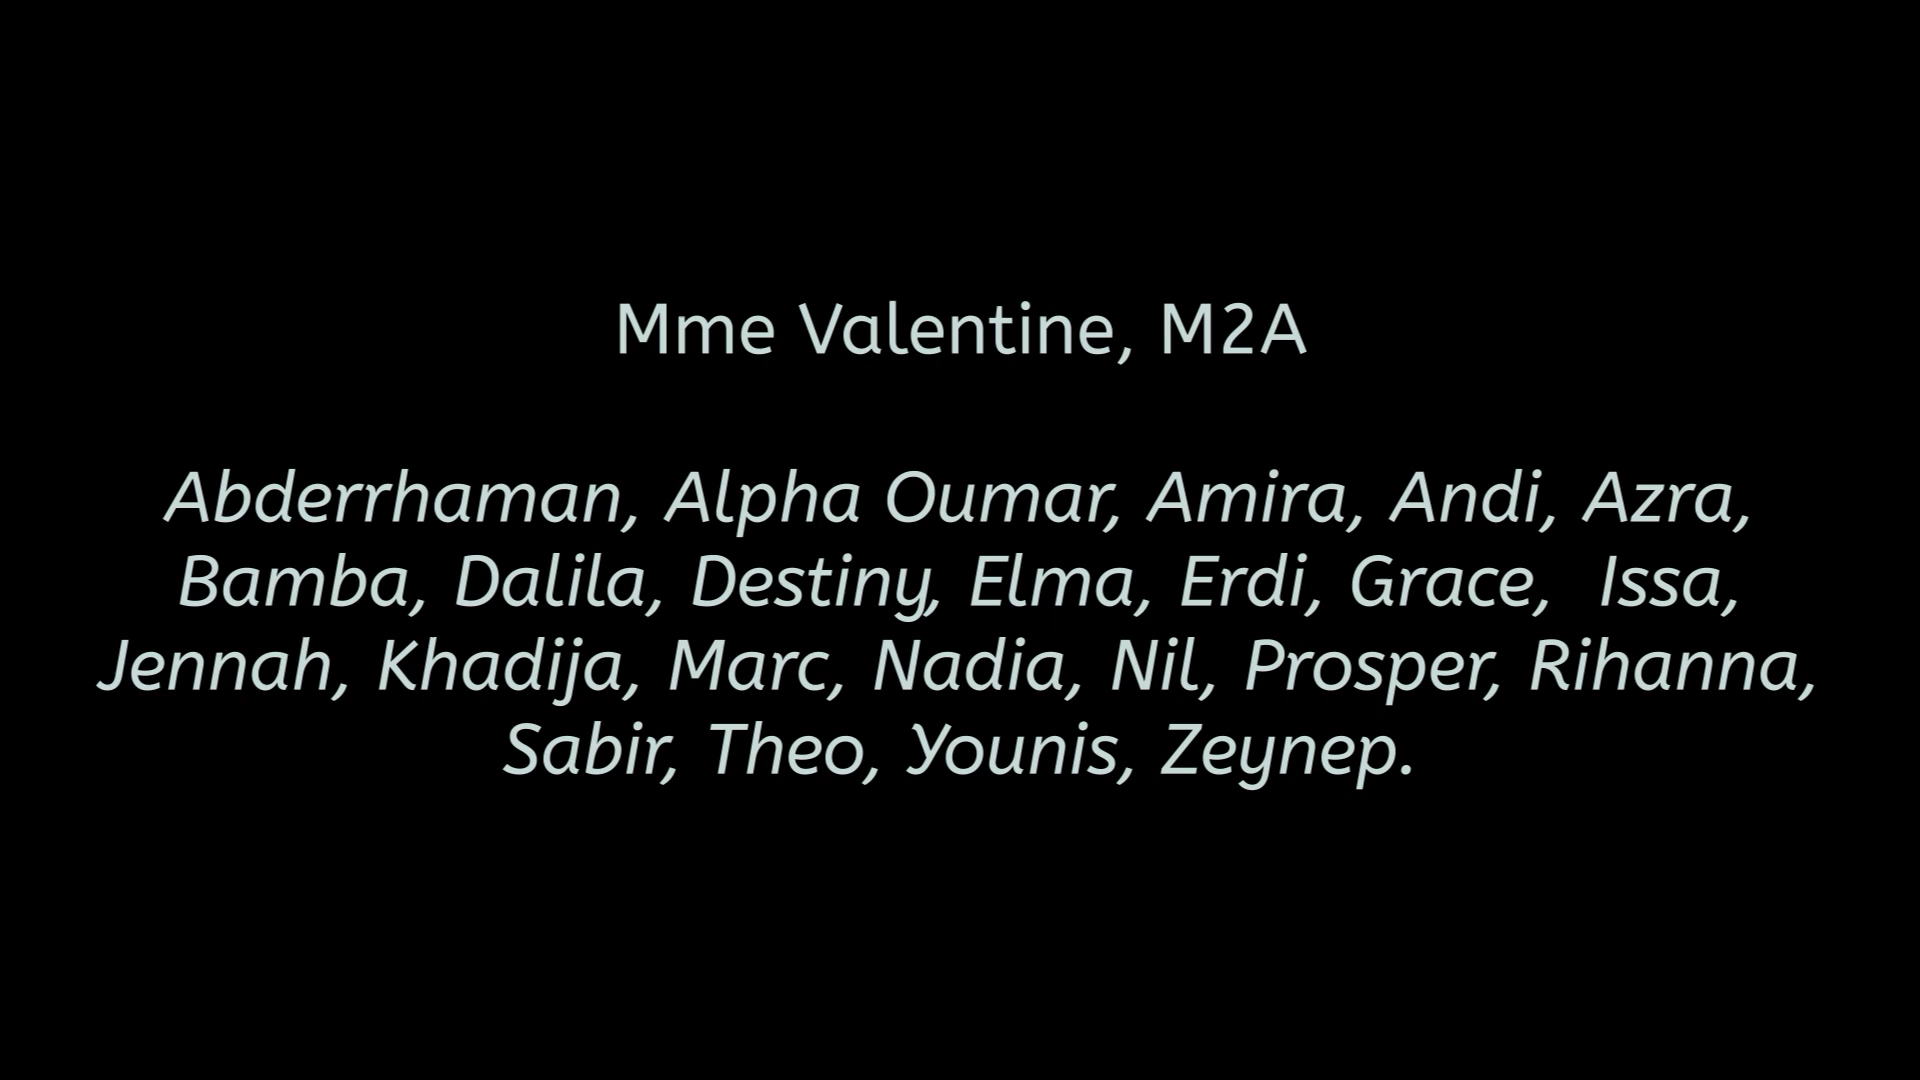 Mme Valentine, M2A
Abderrhaman, Alpha Oumar, Amira, Andi, Azra,
Bamba, Dalila, Destiny, Elma, Erdi, Grace,  Issa,
Jennah, Khadija, Marc, Nadia, Nil, Prosper, Rihanna,
Sabir, Theo, Younis, Zeynep.